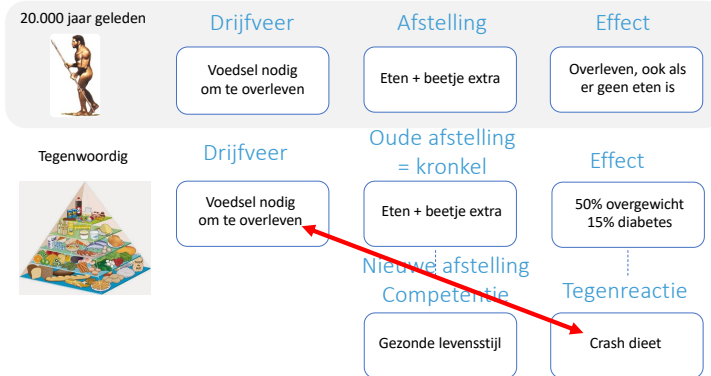 20.000 jaar geleden
Drijfveer
Afstelling
Effect
Voedsel nodig
om te overleven
Eten + beetje extra
Overleven, ook als
er geen eten is
Tegenwoordig
Drijfveer
Oude afstelling
= kronkel
Effect
Voedsel nodig
om te overleven
Eten + beetje extra
50% overgewicht
15% diabetes
Nieuwe afstelling
Competentie
Tegenreactie
Gezonde levensstijl
Crash dieet